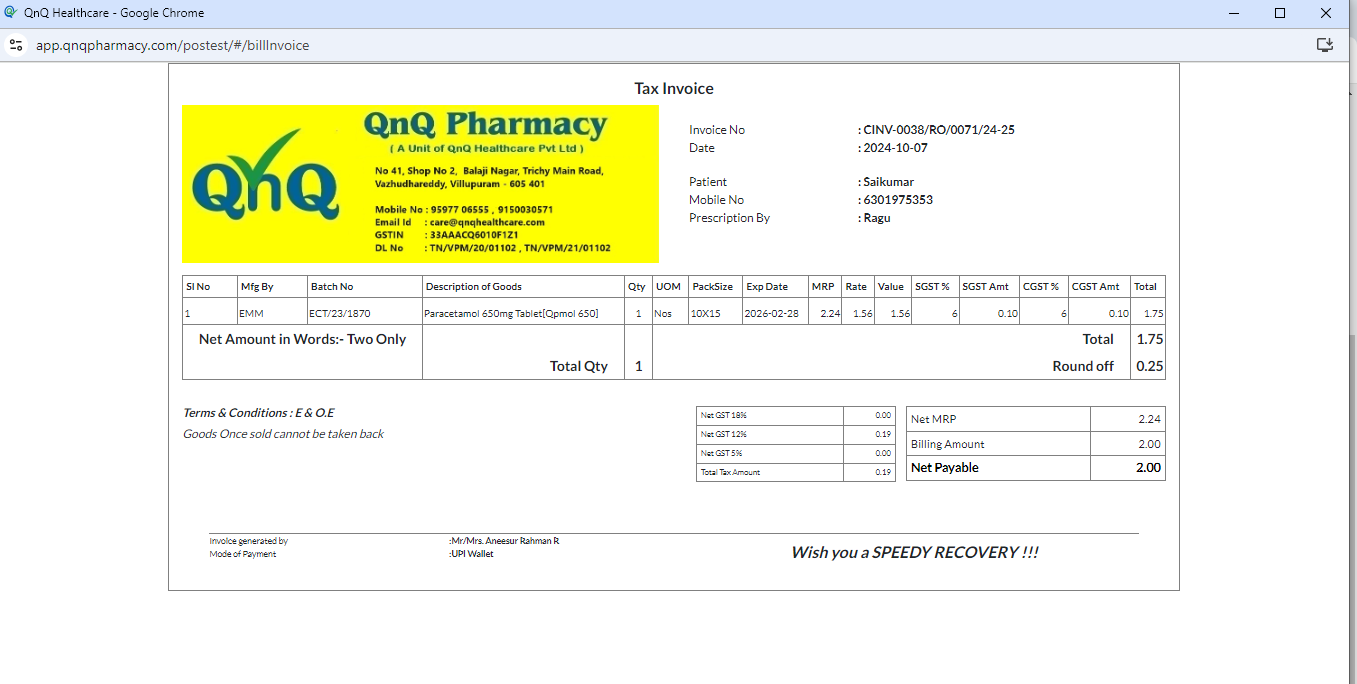 QnQ Healthcare - Google Chrome
app.qnqpharmacy.com/postest/#/billInvoice
Tax Invoice
QnQ
QnQ Pharmacy
( A Unit of QnQ Healthcare Pvt Ltd )
No 41, Shop No 2, Balaji Nagar, Trichy Main Road,
Vazhudhareddy, Villupuram - 605 401
Mobile No : 95977 06555 , 9150030571
Email Id : care@qnqhealthcare.com
GSTIN : 33AAACQ6010F1Z1
DL No : TN/VPM/20/01102 , TN/VPM/21/01102
Invoice No : CINV-0038/RO/0071/24-25
Date : 2024-10-07
Patient : Saikumar
Mobile No : 6301975353
Prescription By : Ragu
Sl No Mfg By Batch No Description of Goods Qty UOM PackSize Exp Date MRP Rate Value SGST % SGST Amt CGST % CGST Amt Total
1 EMM ECT/23/1870 Paracetamol 650mg Tablet[Qpmol 650] 1 Nos 10X15 2026-02-28 2.24 1.56 1.56 6 0.10 6 0.10 1.75
Net Amount in Words:- Two Only Total 1.75
Total Qty 1 Round off 0.25
Terms & Conditions : E & O.E
Goods Once sold cannot be taken back
Net GST 18% 0.00
Net GST 12% 0.19
Net GST 5% 0.00
Total Tax Amount 0.19
Net MRP 2.24
Billing Amount 2.00
Net Payable 2.00
Invoice generated by :Mr/Mrs. Aneesur Rahman R
Mode of Payment :UPI Wallet
Wish you a SPEEDY RECOVERY !!!